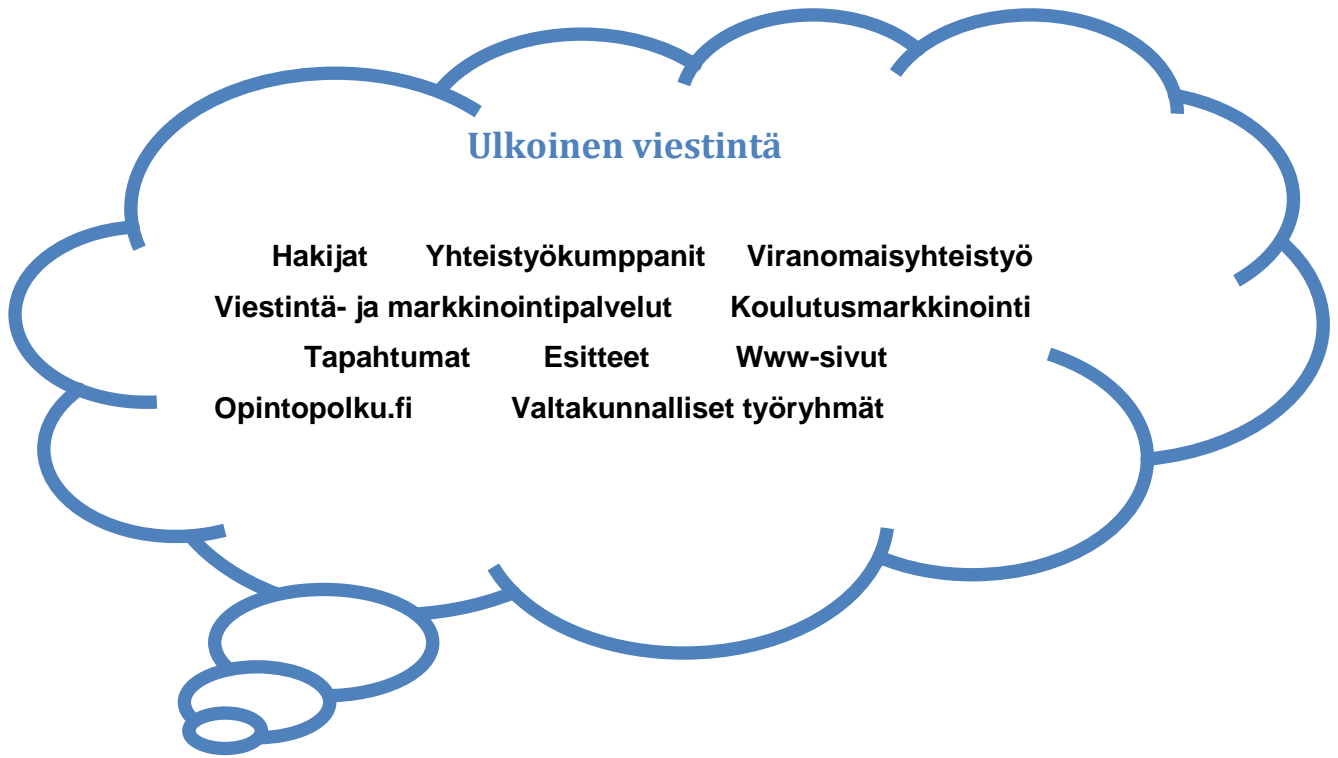 Ulkoinen viestintä
Hakijat Yhteistyökumppanit Viranomaisyhteistyö
Viestintä- ja markkinointipalvelut Koulutusmarkkinointi
Tapahtumat Esitteet Www-sivut
Opintopolku.fi Valtakunnalliset työryhmät